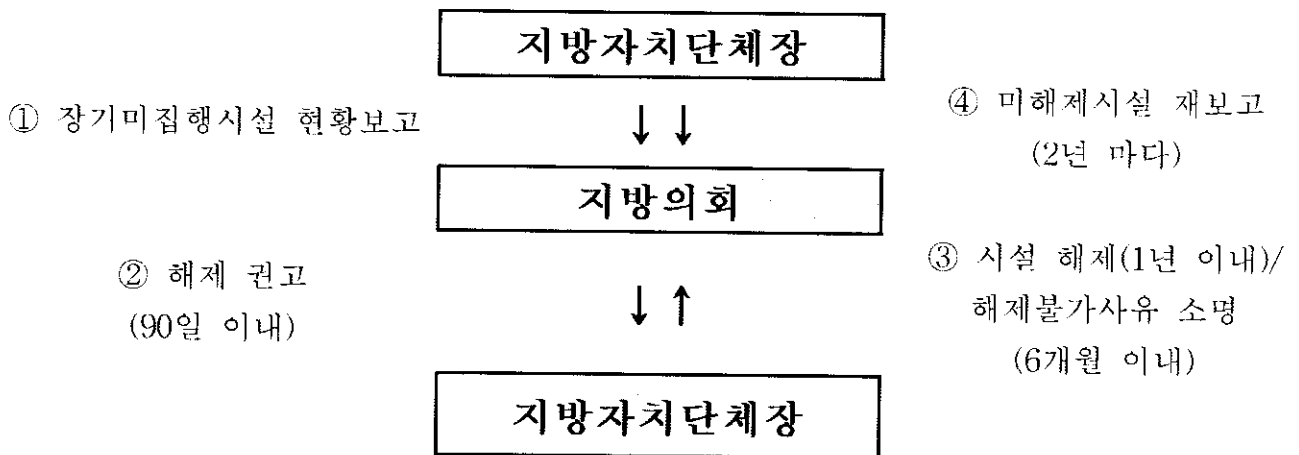 지방자치단체장
① 장기미집행시설 현황보고
↓ ↓
④ 미해제시설 재보고
(2년 마다)
지방의회
② 해제 권고
(90일 이내)
↓ ↑
③ 시설 해제(1년 이내)/
해제불가사유 소명
(6개월 이내)
지방자치단체장